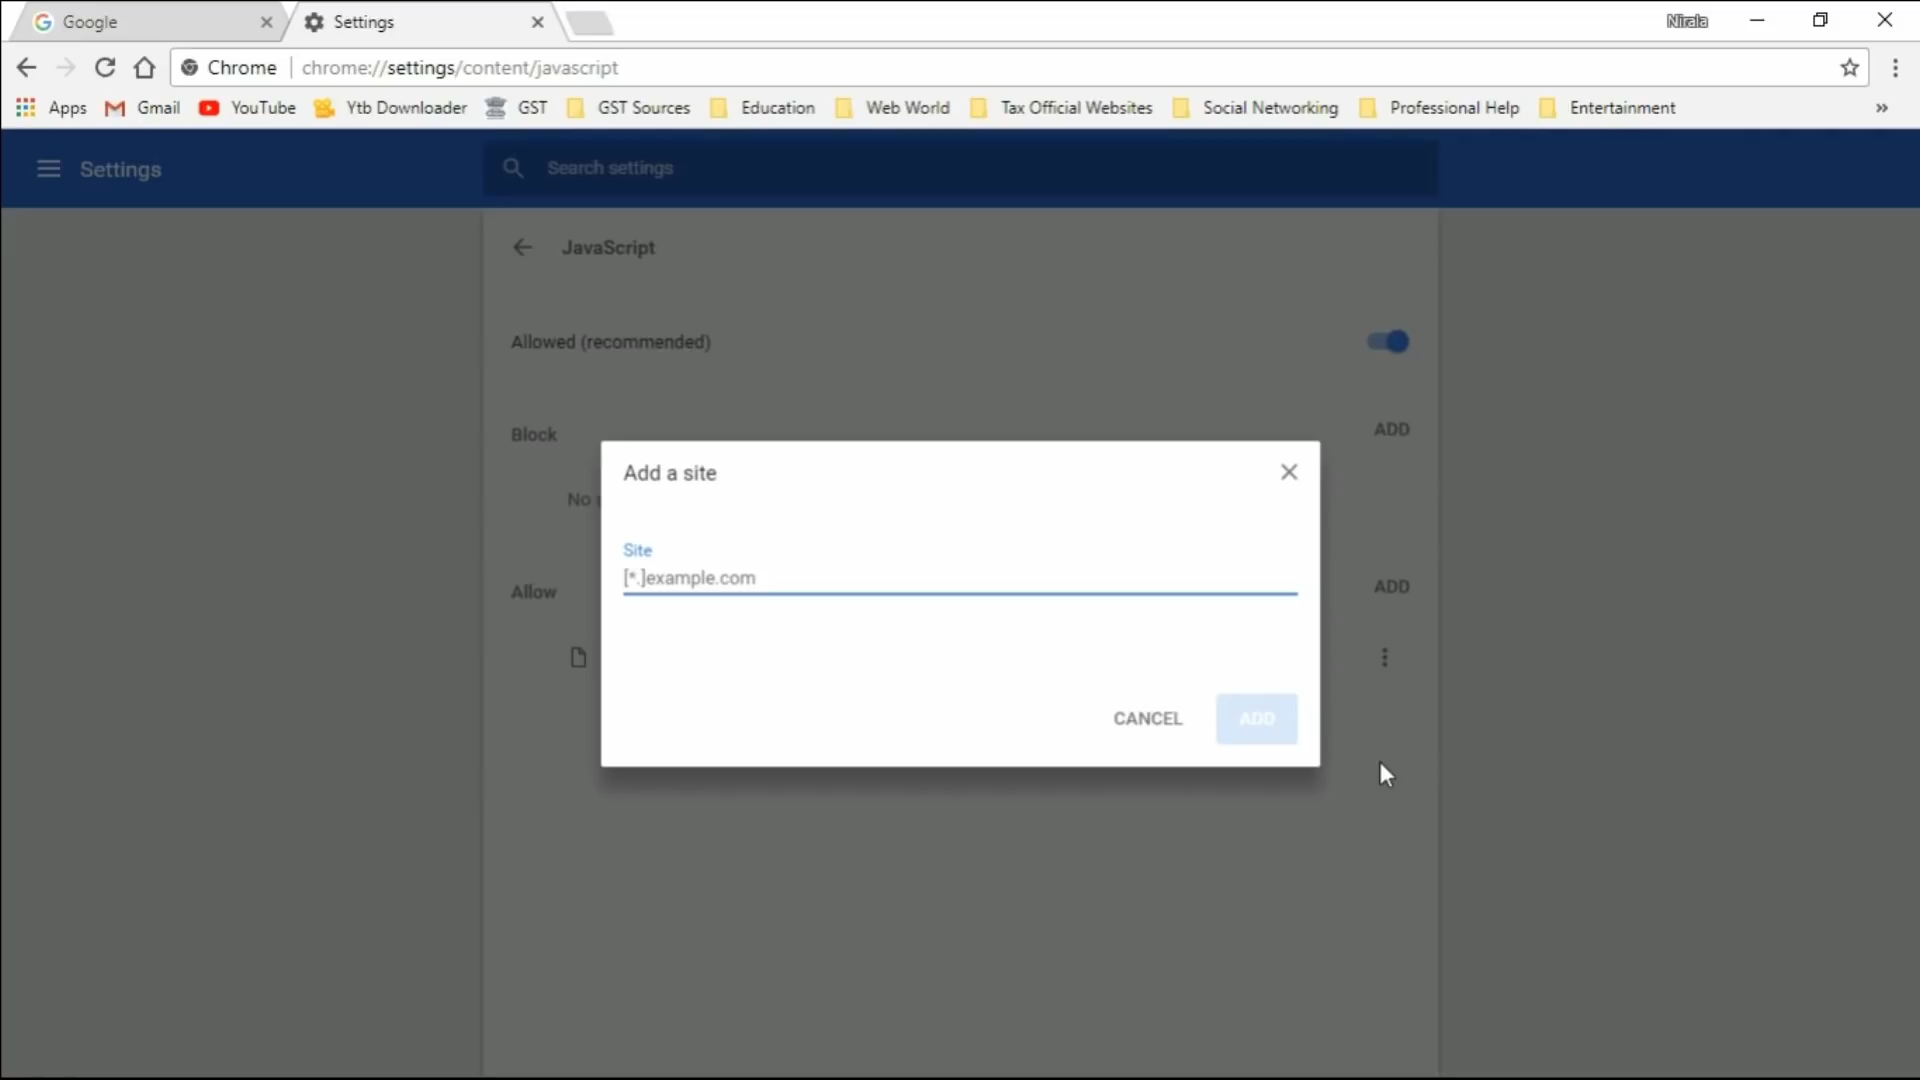 Google
Settings
Nirala
Chrome chrome://settings/content/javascript
Apps Gmail YouTube Ytb Downloader GST GST Sources Education Web World Tax Official Websites Social Networking Professional Help Entertainment »
Settings Search settings
JavaScript
Allowed (recommended)
Block ADD
No
Add a site
Site
[*.]example.com
Allow ADD
CANCEL ADD